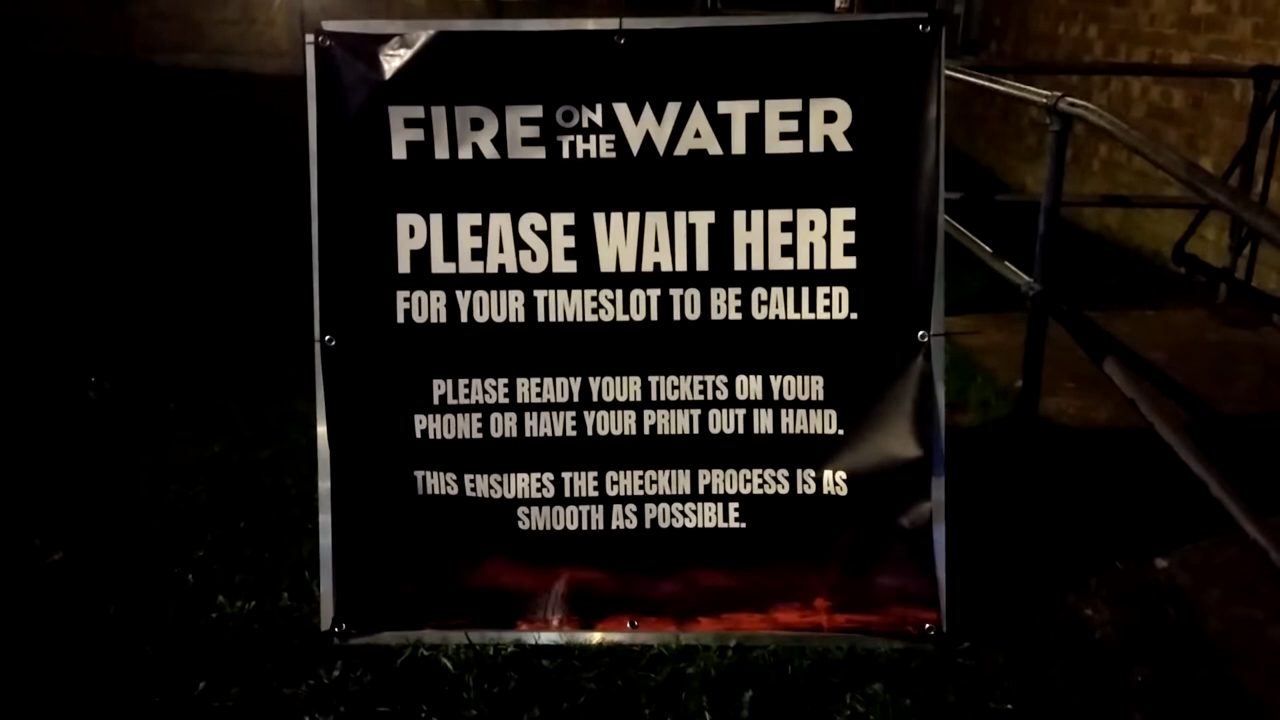 FIRE ON THE WATER
PLEASE WAIT HERE
FOR YOUR TIMESLOT TO BE CALLED.
PLEASE READY YOUR TICKETS ON YOUR
PHONE OR HAVE YOUR PRINT OUT IN HAND.
THIS ENSURES THE CHECKIN PROCESS IS AS
SMOOTH AS POSSIBLE.